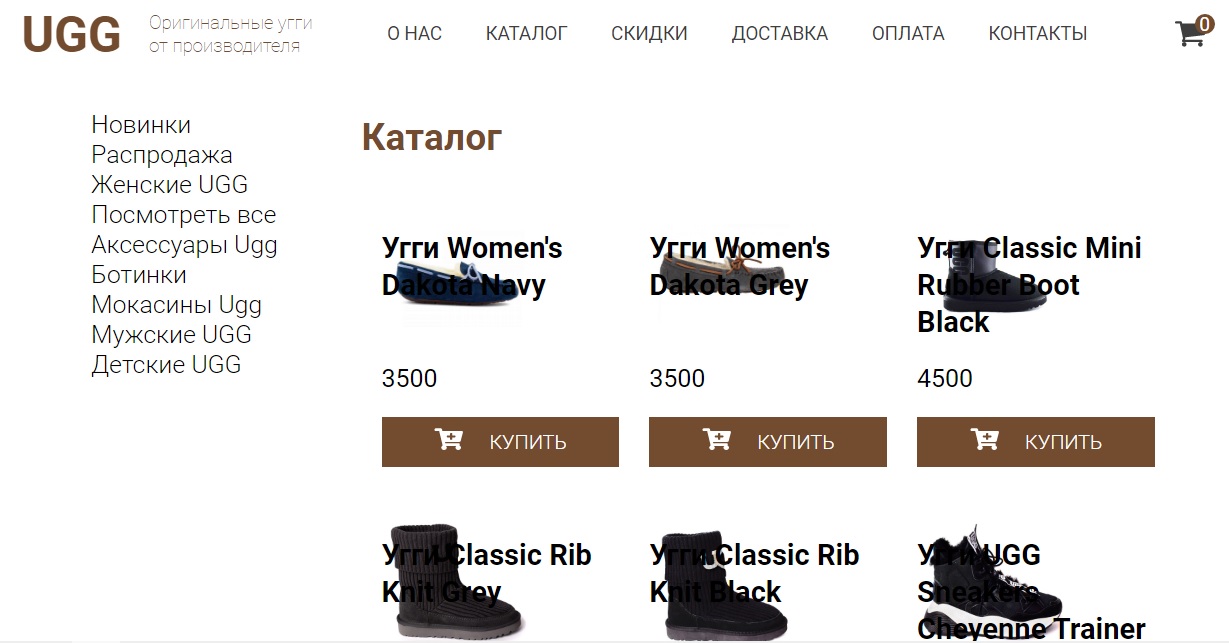 UGG
Оригинальные угги
от производителя
О НАС
КАТАЛОГ
СКИДКИ
ДОСТАВКА
ОПЛАТА
КОНТАКТЫ
0
Новинки
Распродажа
Женские UGG
Посмотреть все
Аксессуары Ugg
Ботинки
Мокасины Ugg
Мужские UGG
Детские UGG
Каталог
Угги Women's
Dakota Navy
3500
КУПИТЬ
Угги Women's
Dakota Grey
3500
КУПИТЬ
Угги Classic Mini
Rubber Boot
Black
4500
КУПИТЬ
Угги Classic Rib
Knit Grey
Угги Classic Rib
Knit Black
Угги UGG
Sneakers
Cheyenne Trainer